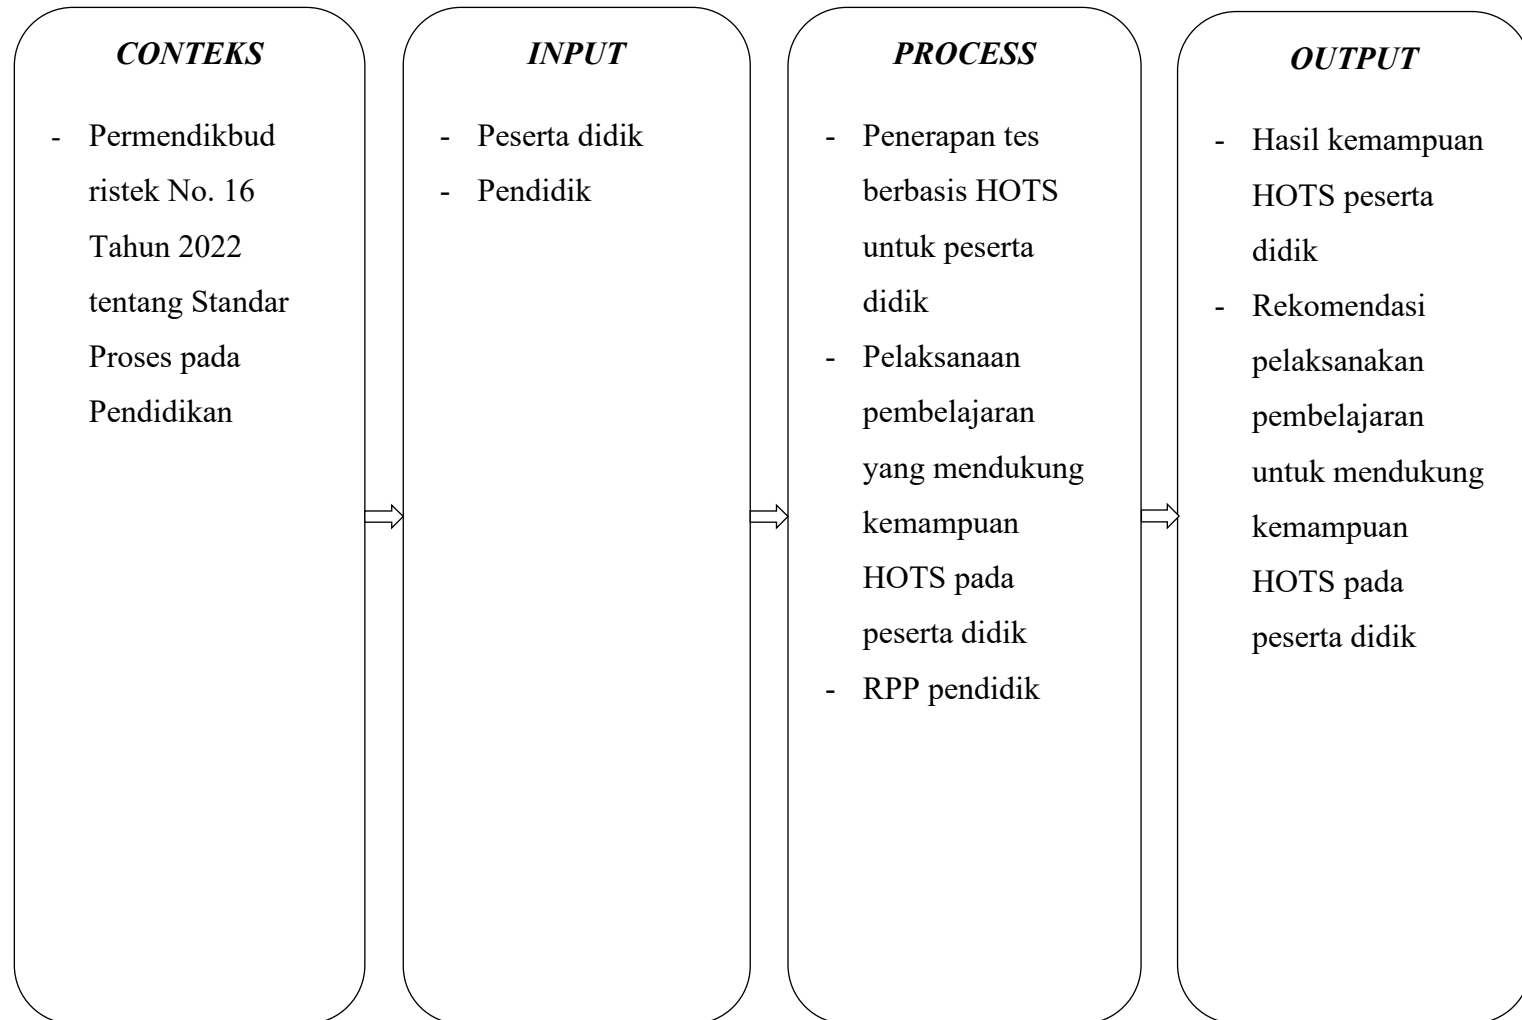 CONTEKS
- Permendikbud
ristek No. 16
Tahun 2022
tentang Standar
Proses pada
Pendidikan
INPUT
- Peserta didik
- Pendidik
PROCESS
- Penerapan tes
berbasis HOTS
untuk peserta
didik
- Pelaksanaan
pembelajaran
yang mendukung
kemampuan
HOTS pada
peserta didik
- RPP pendidik
OUTPUT
- Hasil kemampuan
HOTS peserta
didik
- Rekomendasi
pelaksanakan
pembelajaran
untuk mendukung
kemampuan
HOTS pada
peserta didik